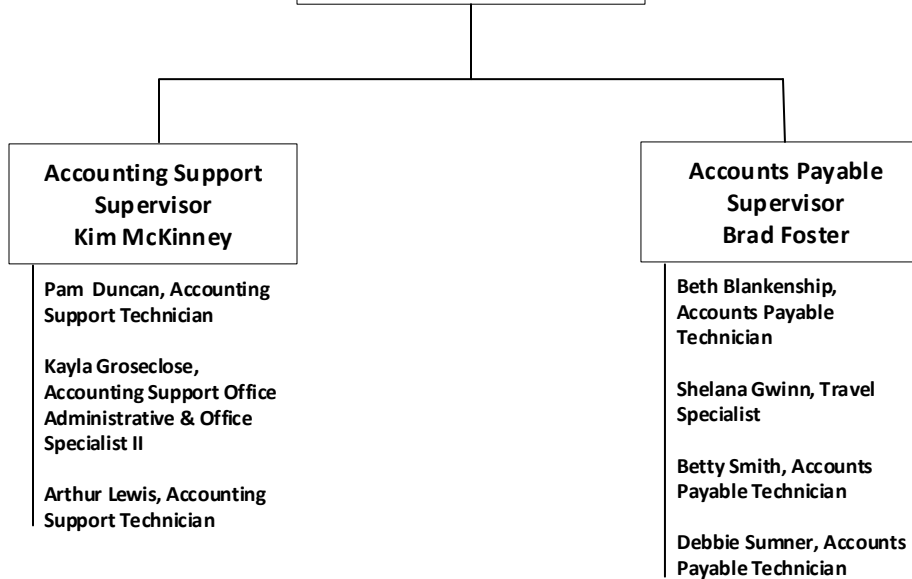 Accounting Support
Supervisor
Kim McKinney
Pam Duncan, Accounting
Support Technician
Kayla Groseclose,
Accounting Support Office
Administrative & Office
Specialist II
Arthur Lewis, Accounting
Support Technician
Accounts Payable
Supervisor
Brad Foster
Beth Blankenship,
Accounts Payable
Technician
Shelana Gwinn, Travel
Specialist
Betty Smith, Accounts
Payable Technician
Debbie Sumner, Accounts
Payable Technician